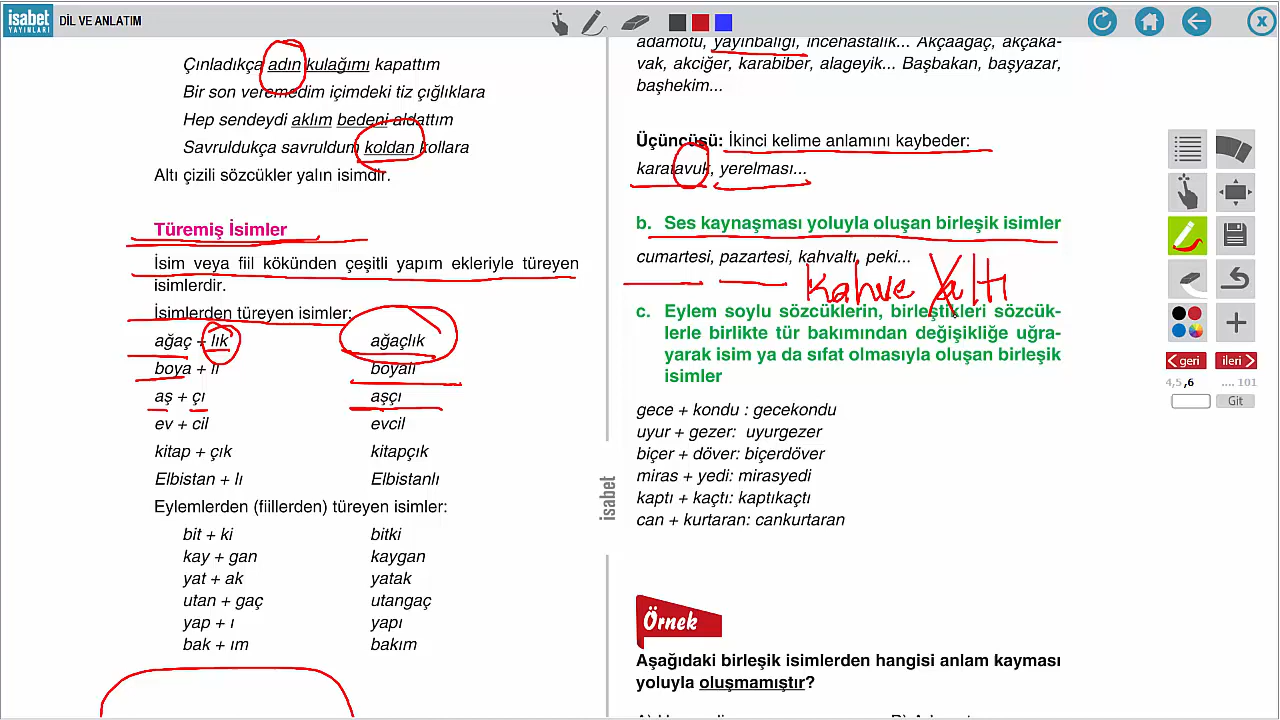 isabet
YAYINLARI
DİL VE ANLATIM
Çınladıkça adın kulağımı kapattım
Bir son veremedim içimdeki tiz çığlıklara
Hep sendeydi aklım bedeni aldattım
Savruldukça savruldum koldan kollara
Altı çizili sözcükler yalın isimdir.
Türemiş İsimler
İsim veya fiil kökünden çeşitli yapım ekleriyle türeyen
isimlerdir.
İsimlerden türeyen isimler:
ağaç + lık ağaçlık
boya + lı boyalı
aş + çı aşçı
ev + cil evcil
kitap + çık kitapçık
Elbistan + lı Elbistanlı
Eylemlerden (fiillerden) türeyen isimler:
bit + ki bitki
kay + gan kaygan
yat + ak yatak
utan + gaç utangaç
yap + ı yapı
bak + ım bakım
isabet
adamotu, yayınbalığı, incehastalık... Akçaağaç, akçaka-
vak, akciğer, karabiber, alageyik... Başbakan, başyazar,
başhekim...
Üçüncüsü: İkinci kelime anlamını kaybeder:
karatavuk, yerelması...
b. Ses kaynaşması yoluyla oluşan birleşik isimler
cumartesi, pazartesi, kahvaltı, peki...
Kahve Altı
c. Eylem soylu sözcüklerin, birleştikleri sözcük-
lerle birlikte tür bakımından değişikliğe uğra-
yarak isim ya da sıfat olmasıyla oluşan birleşik
isimler
gece + kondu : gecekondu
uyur + gezer: uyurgezer
biçer + döver: biçerdöver
miras + yedi: mirasyedi
kaptı + kaçtı: kaptıkaçtı
can + kurtaran: cankurtaran
Örnek
Aşağıdaki birleşik isimlerden hangisi anlam kayması
yoluyla oluşmamıştır?
geri ileri
4,5,6 .... 101
Git